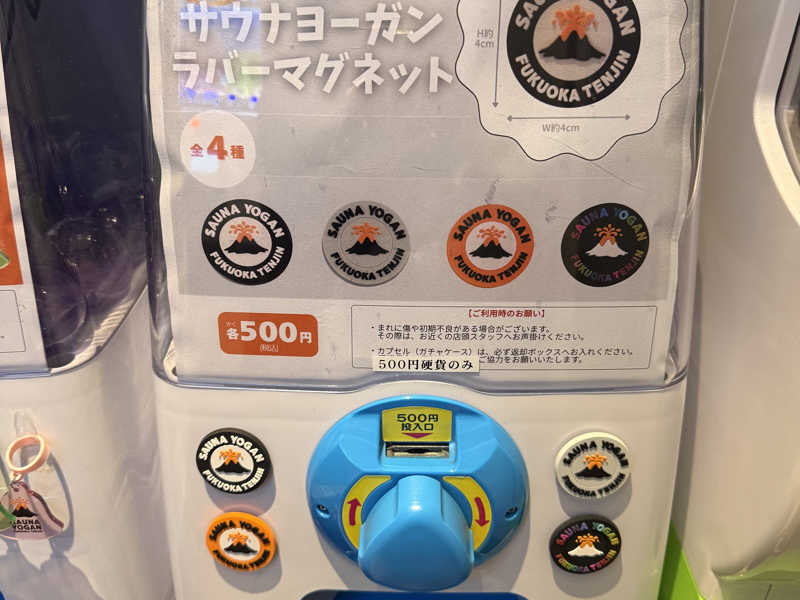 サウナヨーガン
ラバーマグネット
SAUNA YOGAN
FUKUOKA TENJIN
H約
4cm
W約4cm
全4種
SAUNA YOGAN
FUKUOKA TENJIN
SAUNA YOGAN
FUKUOKA TENJIN
SAUNA YOGAN
FUKUOKA TENJIN
SAUNA YOGAN
FUKUOKA TENJIN
各500円
かく
(税込)
【ご利用時のお願い】
・まれに傷や初期不良がある場合がございます。
その際は、お近くの店頭スタッフへお声掛けください。
・カプセル（ガチャケース）は、必ず返却ボックスへお入れください。
ご協力をお願いいたします。
500円硬貨のみ
500円
投入口
SAUNA YOGAN
FUKUOKA TENJIN
SAUNA YOGAN
FUKUOKA TENJIN
SAUNA YOGAN
FUKUOKA TENJIN
SAUNA YOGAN
FUKUOKA TENJIN
SAUNA
YOGAN